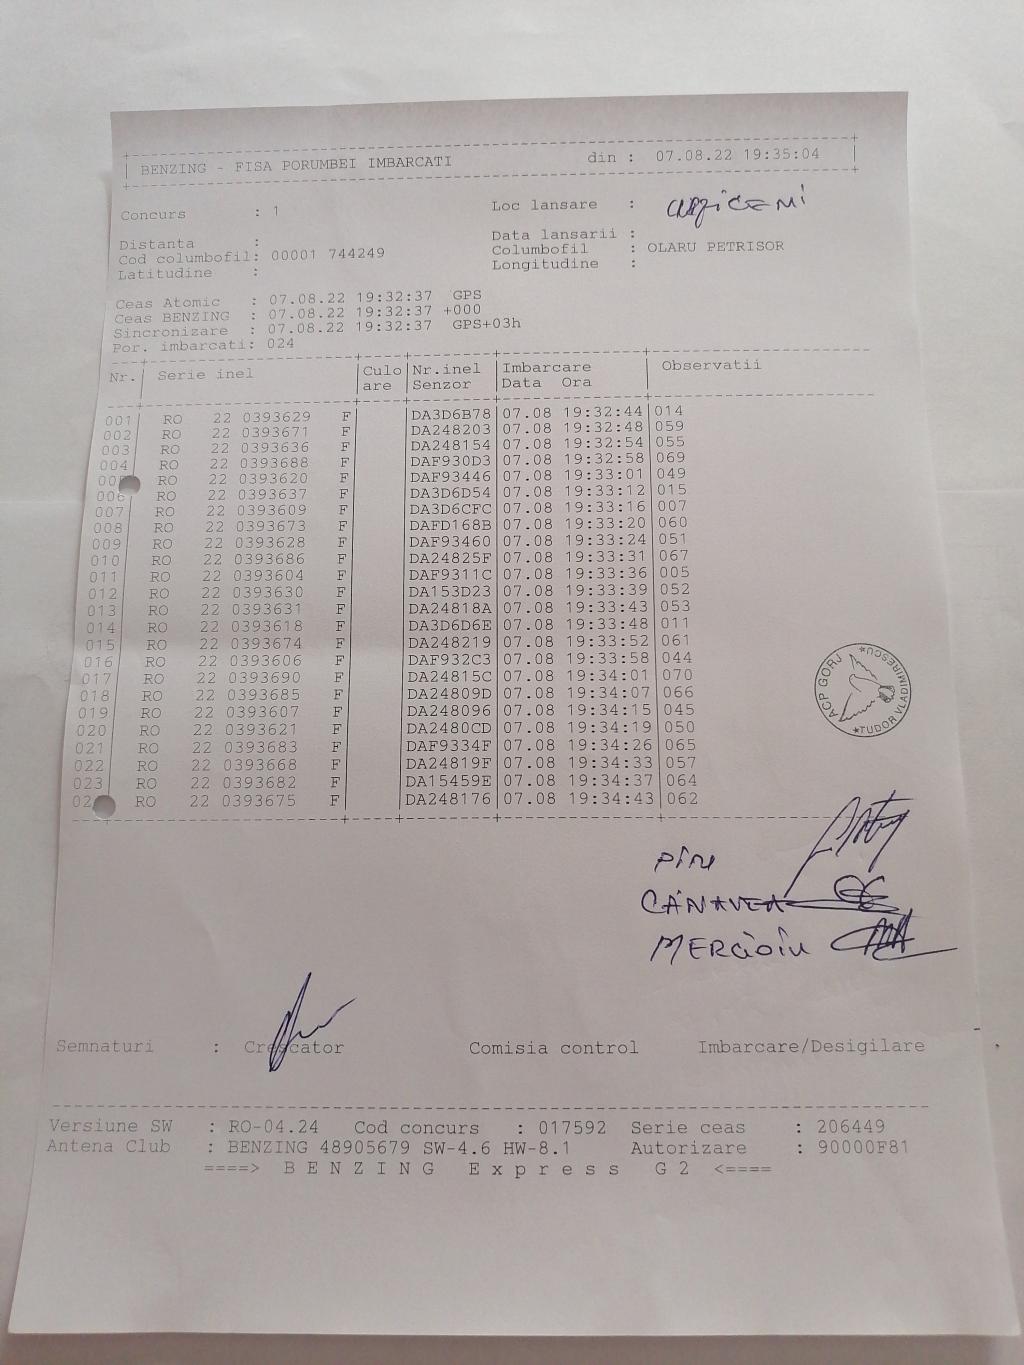 BENZING - FISA PORUMBEI IMBARCATI din : 07.08.22 19:35:04
Concurs : 1 Loc lansare :
Distanta : Data lansarii :
Cod columbofil: 00001 744249 Columbofil : OLARU PETRISOR
Latitudine : Longitudine :
Ceas Atomic : 07.08.22 19:32:37 GPS
Ceas BENZING : 07.08.22 19:32:37 +000
Sincronizare : 07.08.22 19:32:37 GPS+03h
Por. imbarcati: 024
Nr. Serie inel Culo Nr.inel Imbarcare Observatii
are Senzor Data Ora
001 RO 22 0393629 F DA3D6B78 07.08 19:32:44 014
002 RO 22 0393671 F DA248203 07.08 19:32:48 059
003 RO 22 0393636 F DA248154 07.08 19:32:54 055
004 RO 22 0393688 F DAF930D3 07.08 19:32:58 069
00 RO 22 0393620 F DAF93446 07.08 19:33:01 049
006 RO 22 0393637 F DA3D6D54 07.08 19:33:12 015
007 RO 22 0393609 F DA3D6CFC 07.08 19:33:16 007
008 RO 22 0393673 F DAFD168B 07.08 19:33:20 060
009 RO 22 0393628 F DAF93460 07.08 19:33:24 051
010 RO 22 0393686 F DA24825F 07.08 19:33:31 067
011 RO 22 0393604 F DAF9311C 07.08 19:33:36 005
012 RO 22 0393630 F DA153D23 07.08 19:33:39 052
013 RO 22 0393631 F DA24818A 07.08 19:33:43 053
014 RO 22 0393618 F DA3D6D6E 07.08 19:33:48 011
015 RO 22 0393674 F DA248219 07.08 19:33:52 061
016 RO 22 0393606 F DAF932C3 07.08 19:33:58 044
017 RO 22 0393690 F DA24815C 07.08 19:34:01 070
018 RO 22 0393685 F DA24809D 07.08 19:34:07 066
019 RO 22 0393607 F DA248096 07.08 19:34:15 045
020 RO 22 0393621 F DA2480CD 07.08 19:34:19 050
021 RO 22 0393683 F DAF9334F 07.08 19:34:26 065
022 RO 22 0393668 F DA24819F 07.08 19:34:33 057
023 RO 22 0393682 F DA15459E 07.08 19:34:37 064
02 RO 22 0393675 F DA248176 07.08 19:34:43 062
ACP GORJ *TUDOR VLADIMIRESCU*
CÂNAVEA
Semnaturi : Crescator Comisia control Imbarcare/Desigilare
Versiune SW : RO-04.24 Cod concurs : 017592 Serie ceas : 206449
Antena Club : BENZING 48905679 SW-4.6 HW-8.1 Autorizare : 90000F81
====> BENZING Express G2 <====